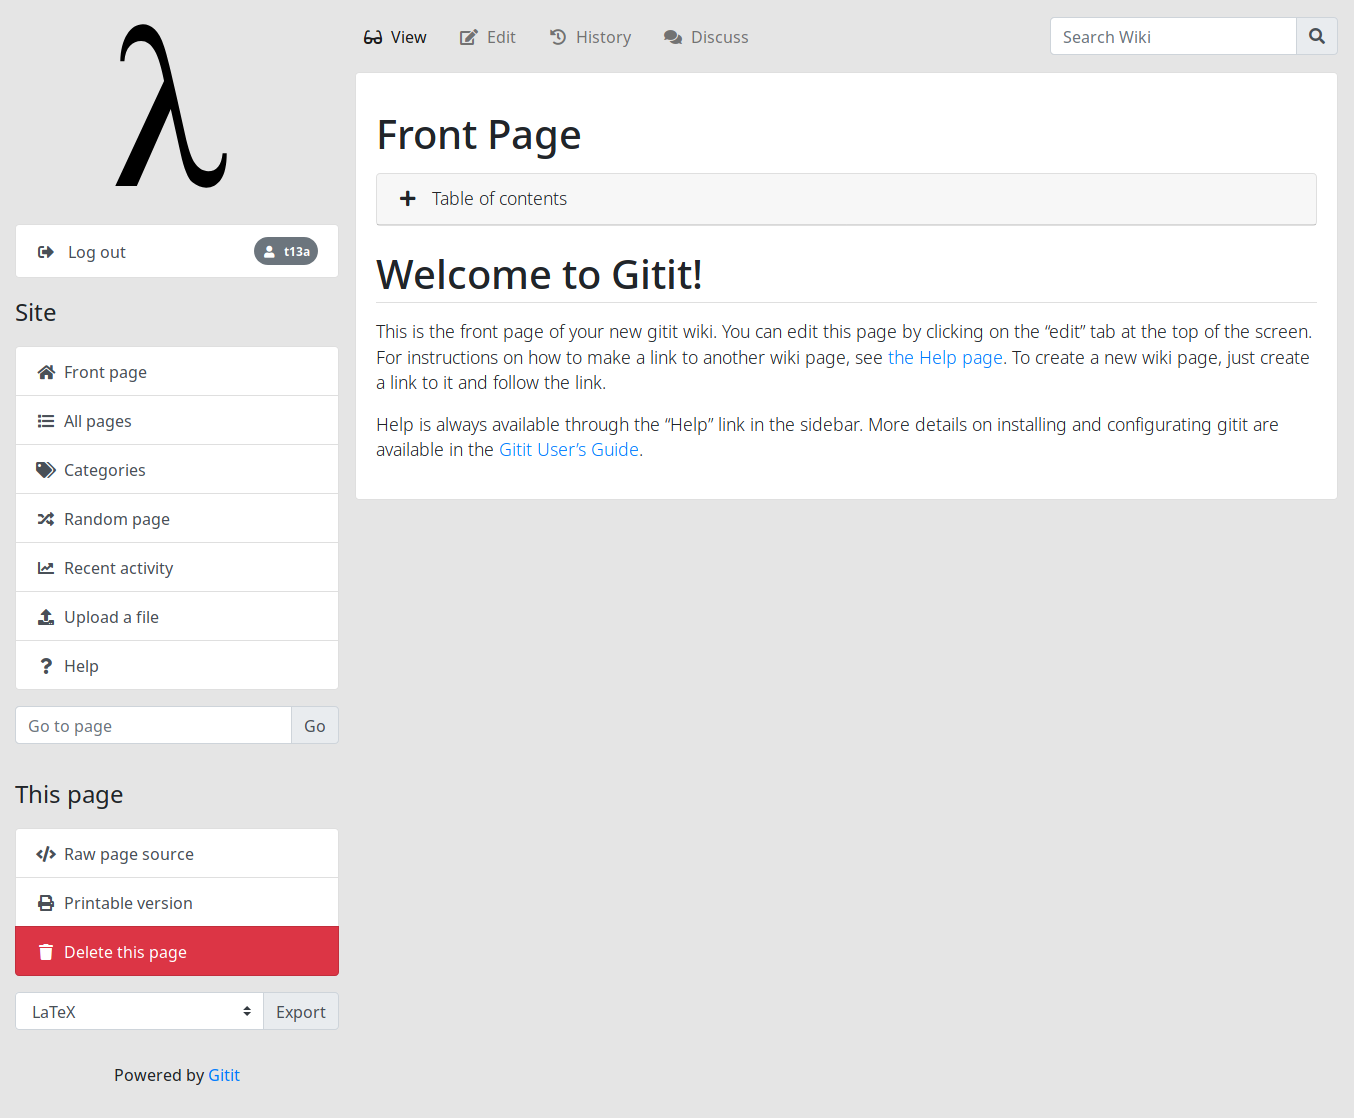 λ
Log out t13a
Site
Front page
All pages
Categories
Random page
Recent activity
Upload a file
Help
Go to page Go
This page
Raw page source
Printable version
Delete this page
LaTeX Export
Powered by Gitit
View Edit History Discuss Search Wiki
Front Page
Table of contents
Welcome to Gitit!
This is the front page of your new gitit wiki. You can edit this page by clicking on the “edit” tab at the top of the screen.
For instructions on how to make a link to another wiki page, see the Help page. To create a new wiki page, just create
a link to it and follow the link.
Help is always available through the “Help” link in the sidebar. More details on installing and configurating gitit are
available in the Gitit User’s Guide.